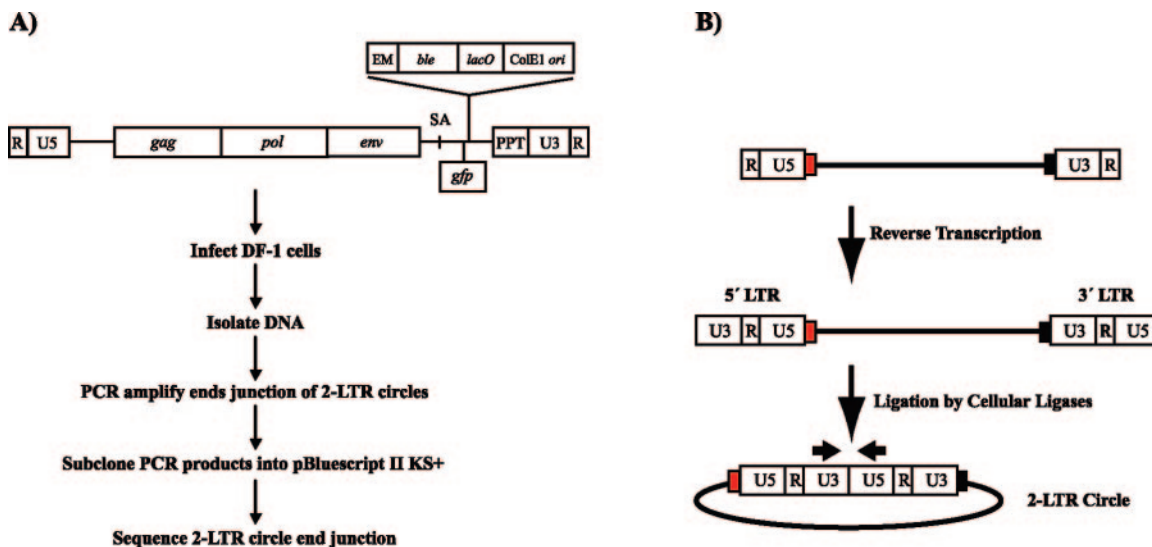 A)
EM ble lacO ColE1 ori
SA
R U5 gag pol env PPT U3 R
gfp
Infect DF-1 cells
Isolate DNA
PCR amplify ends junction of 2-LTR circles
Subclone PCR products into pBluescript II KS+
Sequence 2-LTR circle end junction
B)
R U5 U3 R
Reverse Transcription
5´ LTR 3´ LTR
U3 R U5 U3 R U5
Ligation by Cellular Ligases
U5 R U3 U5 R U3
2-LTR Circle